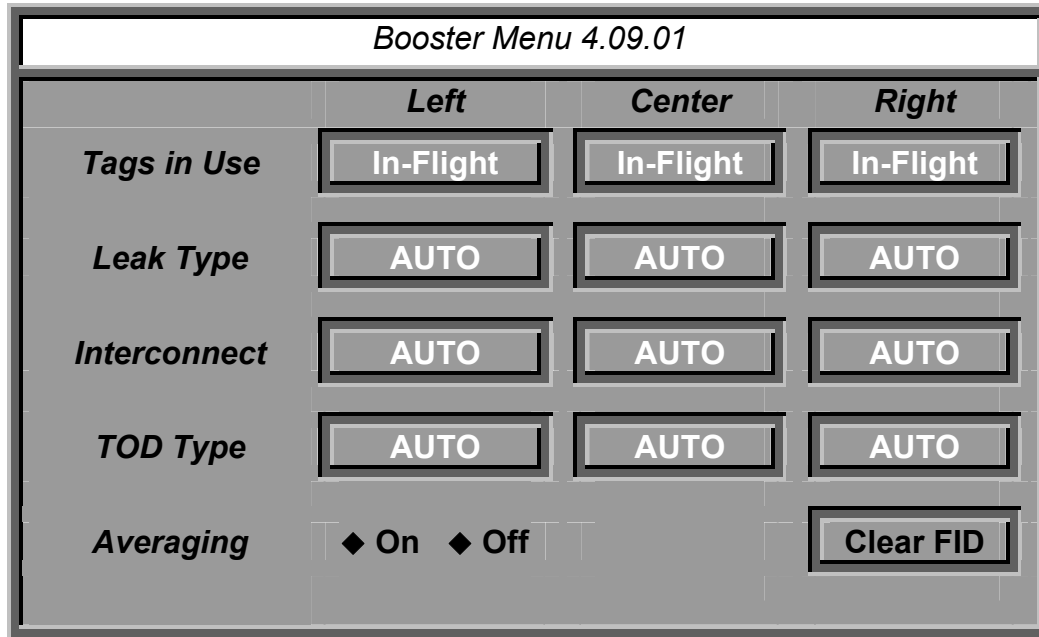 Booster Menu 4.09.01
Left Center Right
Tags in Use In-Flight In-Flight In-Flight
Leak Type AUTO AUTO AUTO
Interconnect AUTO AUTO AUTO
TOD Type AUTO AUTO AUTO
Averaging ◆ On ◆ Off Clear FID